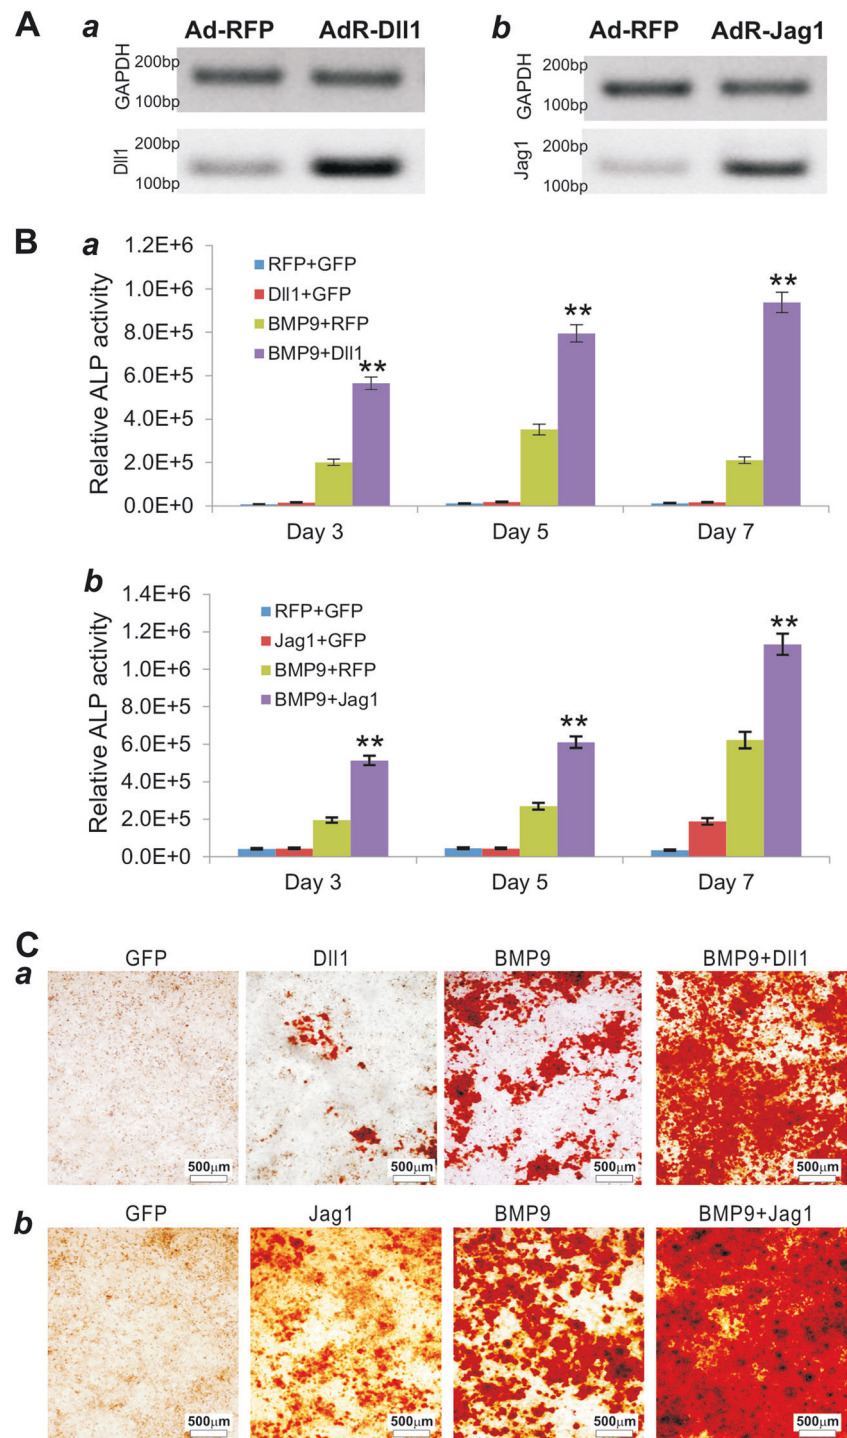 A
a
Ad-RFP AdR-Dll1
GAPDH
200bp
100bp
Dll1
200bp
100bp
b
Ad-RFP AdR-Jag1
GAPDH
200bp
100bp
Jag1
200bp
100bp
B
a
Relative ALP activity
1.2E+6
1.0E+6
8.0E+5
6.0E+5
4.0E+5
2.0E+5
0.0E+0
RFP+GFP
Dll1+GFP
BMP9+RFP
BMP9+Dll1
**
**
**
Day 3 Day 5 Day 7
b
Relative ALP activity
1.4E+6
1.2E+6
1.0E+6
8.0E+5
6.0E+5
4.0E+5
2.0E+5
0.0E+0
RFP+GFP
Jag1+GFP
BMP9+RFP
BMP9+Jag1
**
**
**
Day 3 Day 5 Day 7
C
a
GFP Dll1 BMP9 BMP9+Dll1
500µm 500µm 500µm 500µm
b
GFP Jag1 BMP9 BMP9+Jag1
500µm 500µm 500µm 500µm